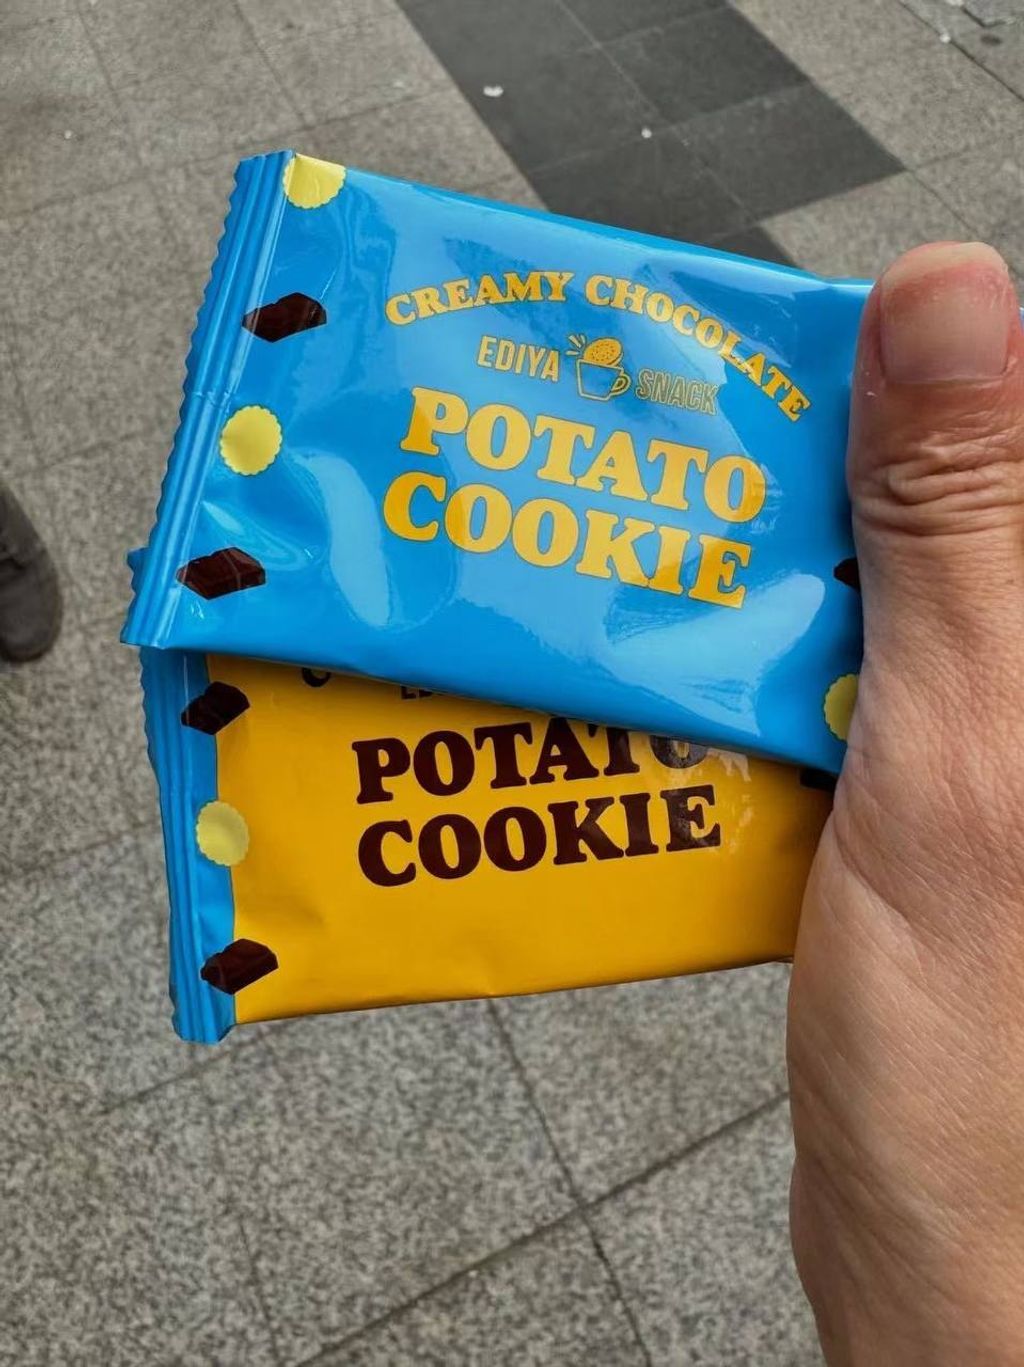 CREAMY CHOCOLATE
EDIYA SNACK
POTATO
COOKIE
POTATO
COOKIE